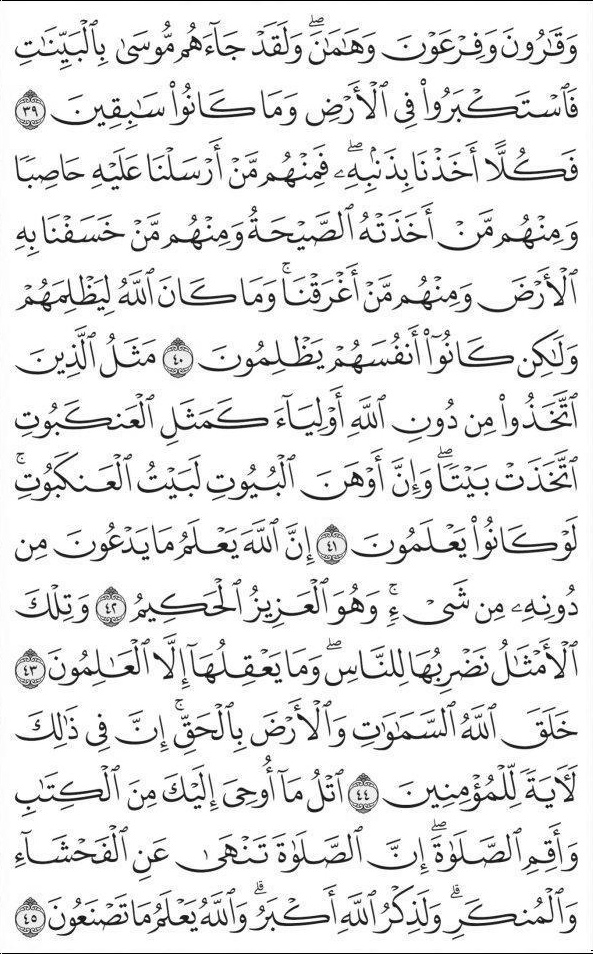 وَقَٰرُونَ وَفِرْعَوْنَ وَهَٰمَٰنَۖ وَلَقَدْ جَآءَهُم مُّوسَىٰ بِٱلْبَيِّنَٰتِ
فَٱسْتَكْبَرُوا۟ فِى ٱلْأَرْضِ وَمَا كَانُوا۟ سَٰبِقِينَ ٣٩
فَكُلًّا أَخَذْنَا بِذَنۢبِهِۦۖ فَمِنْهُم مَّنْ أَرْسَلْنَا عَلَيْهِ حَاصِبًا
وَمِنْهُم مَّنْ أَخَذَتْهُ ٱلصَّيْحَةُ وَمِنْهُم مَّنْ خَسَفْنَا بِهِ
ٱلْأَرْضَ وَمِنْهُم مَّنْ أَغْرَقْنَاۚ وَمَا كَانَ ٱللَّهُ لِيَظْلِمَهُمْ
وَلَٰكِن كَانُوٓا۟ أَنفُسَهُمْ يَظْلِمُونَ ٤٠ مَثَلُ ٱلَّذِينَ
ٱتَّخَذُوا۟ مِن دُونِ ٱللَّهِ أَوْلِيَآءَ كَمَثَلِ ٱلْعَنكَبُوتِ
ٱتَّخَذَتْ بَيْتًاۖ وَإِنَّ أَوْهَنَ ٱلْبُيُوتِ لَبَيْتُ ٱلْعَنكَبُوتِۚ
لَوْ كَانُوا۟ يَعْلَمُونَ ٤١ إِنَّ ٱللَّهَ يَعْلَمُ مَا يَدْعُونَ مِن
دُونِهِۦ مِن شَىْءٍۚ وَهُوَ ٱلْعَزِيزُ ٱلْحَكِيمُ ٤٢ وَتِلْكَ
ٱلْأَمْثَٰلُ نَضْرِبُهَا لِلنَّاسِۖ وَمَا يَعْقِلُهَآ إِلَّا ٱلْعَٰلِمُونَ ٤٣
خَلَقَ ٱللَّهُ ٱلسَّمَٰوَٰتِ وَٱلْأَرْضَ بِٱلْحَقِّۚ إِنَّ فِى ذَٰلِكَ
لَءَايَةً لِّلْمُؤْمِنِينَ ٤٤ ٱتْلُ مَآ أُوحِىَ إِلَيْكَ مِنَ ٱلْكِتَٰبِ
وَأَقِمِ ٱلصَّلَوٰةَۖ إِنَّ ٱلصَّلَوٰةَ تَنْهَىٰ عَنِ ٱلْفَحْشَآءِ
وَٱلْمُنكَرِۗ وَلَذِكْرُ ٱللَّهِ أَكْبَرُۗ وَٱللَّهُ يَعْلَمُ مَا تَصْنَعُونَ ٤٥